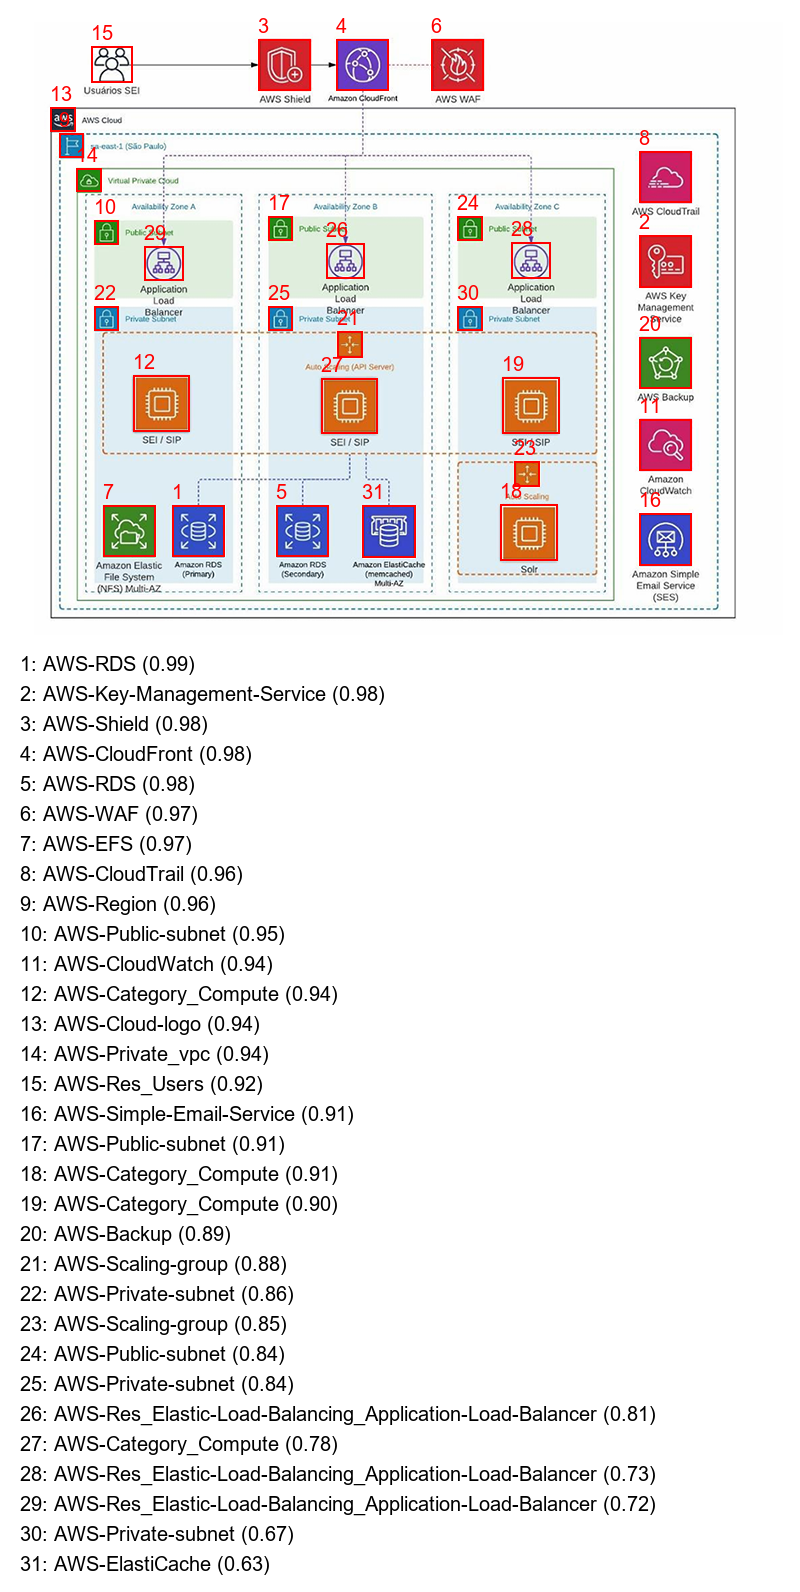 15
3
4
6
Usuários SEI
AWS Shield
Amazon CloudFront
AWS WAF
13
aws
AWS Cloud
sa-east-1 (São Paulo)
14
Virtual Private Cloud
8
AWS CloudTrail
Availability Zone A
Availability Zone B
Availability Zone C
10
17
24
Public Subnet
Public Subnet
Public Subnet
29
26
28
Application
Load
Balancer
Application
Load
Balancer
Application
Load
Balancer
2
AWS Key
Management
Service
22
25
30
Private Subnet
Private Subnet
Private Subnet
21
Auto Scaling (API Server)
20
AWS Backup
12
27
19
SEI / SIP
SEI / SIP
SEI / SIP
11
Amazon
CloudWatch
23
Auto Scaling
7
1
5
31
18
16
Amazon Elastic
File System
(NFS) Multi-AZ
Amazon RDS
(Primary)
Amazon RDS
(Secondary)
Amazon ElastiCache
(memcached)
Multi-AZ
Solr
Amazon Simple
Email Service
(SES)
1: AWS-RDS (0.99)
2: AWS-Key-Management-Service (0.98)
3: AWS-Shield (0.98)
4: AWS-CloudFront (0.98)
5: AWS-RDS (0.98)
6: AWS-WAF (0.97)
7: AWS-EFS (0.97)
8: AWS-CloudTrail (0.96)
9: AWS-Region (0.96)
10: AWS-Public-subnet (0.95)
11: AWS-CloudWatch (0.94)
12: AWS-Category_Compute (0.94)
13: AWS-Cloud-logo (0.94)
14: AWS-Private_vpc (0.94)
15: AWS-Res_Users (0.92)
16: AWS-Simple-Email-Service (0.91)
17: AWS-Public-subnet (0.91)
18: AWS-Category_Compute (0.91)
19: AWS-Category_Compute (0.90)
20: AWS-Backup (0.89)
21: AWS-Scaling-group (0.88)
22: AWS-Private-subnet (0.86)
23: AWS-Scaling-group (0.85)
24: AWS-Public-subnet (0.84)
25: AWS-Private-subnet (0.84)
26: AWS-Res_Elastic-Load-Balancing_Application-Load-Balancer (0.81)
27: AWS-Category_Compute (0.78)
28: AWS-Res_Elastic-Load-Balancing_Application-Load-Balancer (0.73)
29: AWS-Res_Elastic-Load-Balancing_Application-Load-Balancer (0.72)
30: AWS-Private-subnet (0.67)
31: AWS-ElastiCache (0.63)